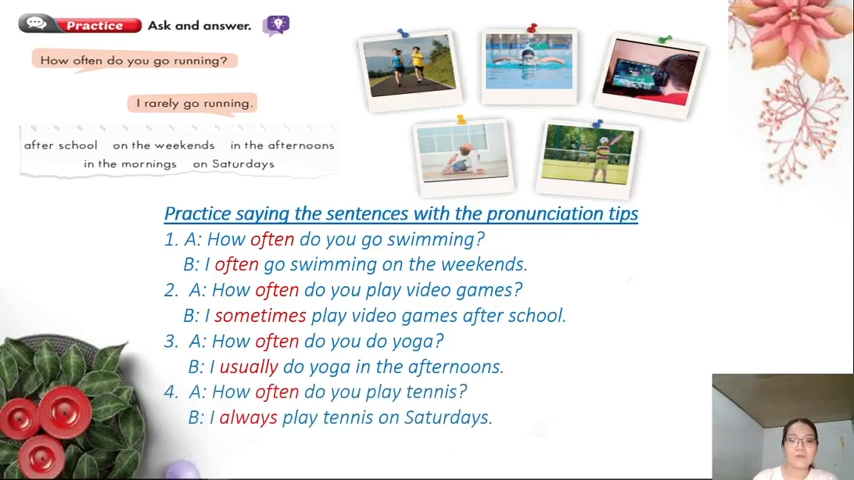 Practice Ask and answer.
How often do you go running?
I rarely go running.
after school on the weekends in the afternoons
in the mornings on Saturdays
Practice saying the sentences with the pronunciation tips
1. A: How often do you go swimming?
B: I often go swimming on the weekends.
2. A: How often do you play video games?
B: I sometimes play video games after school.
3. A: How often do you do yoga?
B: I usually do yoga in the afternoons.
4. A: How often do you play tennis?
B: I always play tennis on Saturdays.